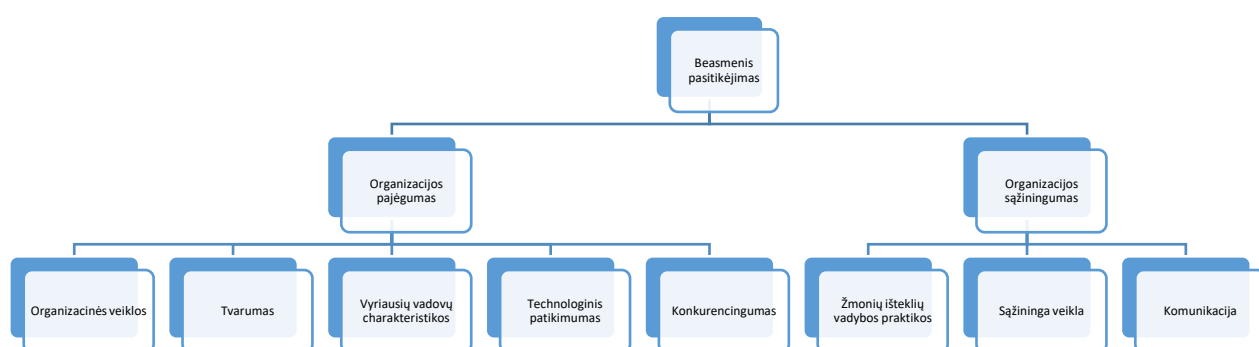 Beasmenis
pasitikėjimas
Organizacijos
pajėgumas
Organizacijos
sąžiningumas
Organizacinės veiklos
Tvarumas
Vyriausių vadovų
charakteristikos
Technologinis
patikimumas
Konkurencingumas
Žmonių išteklių
vadybos praktikos
Sąžininga veikla
Komunikacija